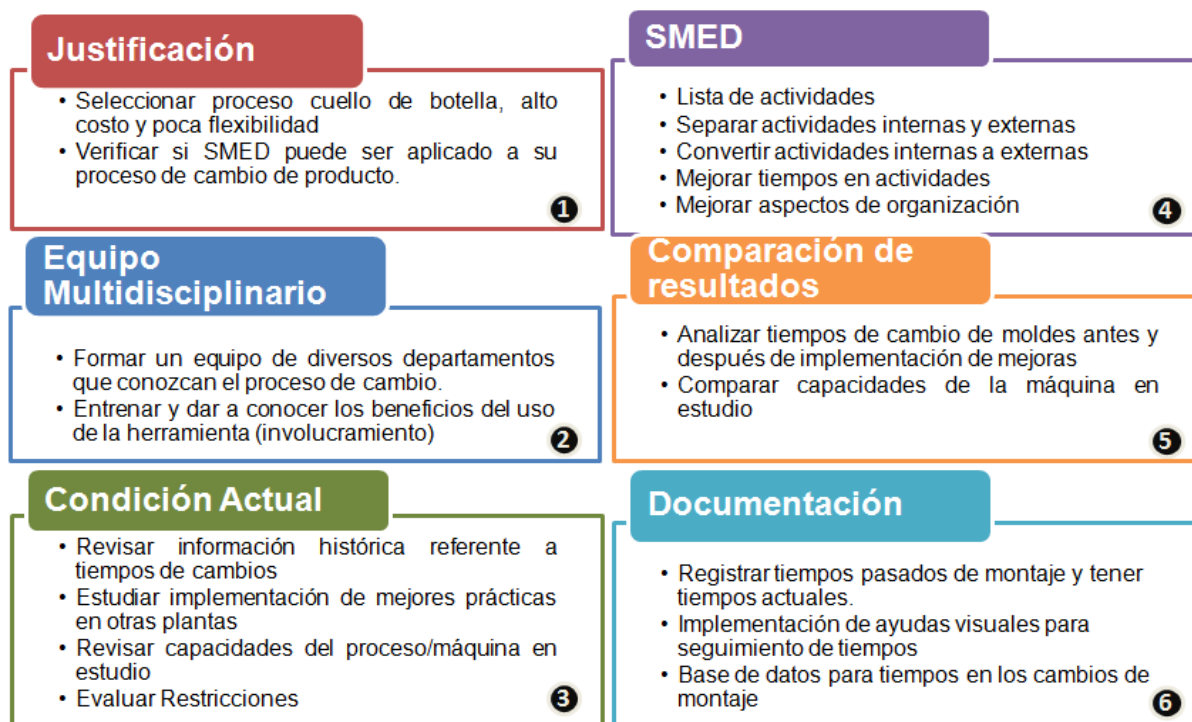 Justificación
• Seleccionar proceso cuello de botella, alto
costo y poca flexibilidad
• Verificar si SMED puede ser aplicado a su
proceso de cambio de producto.
1
Equipo
Multidisciplinario
• Formar un equipo de diversos departamentos
que conozcan el proceso de cambio.
• Entrenar y dar a conocer los beneficios del uso
de la herramienta (involucramiento)
2
Condición Actual
• Revisar información histórica referente a
tiempos de cambios
• Estudiar implementación de mejores prácticas
en otras plantas
• Revisar capacidades del proceso/máquina en
estudio
• Evaluar Restricciones
3
SMED
• Lista de actividades
• Separar actividades internas y externas
• Convertir actividades internas a externas
• Mejorar tiempos en actividades
• Mejorar aspectos de organización
4
Comparación de
resultados
• Analizar tiempos de cambio de moldes antes y
después de implementación de mejoras
• Comparar capacidades de la máquina en
estudio
5
Documentación
• Registrar tiempos pasados de montaje y tener
tiempos actuales.
• Implementación de ayudas visuales para
seguimiento de tiempos
• Base de datos para tiempos en los cambios de
montaje
6